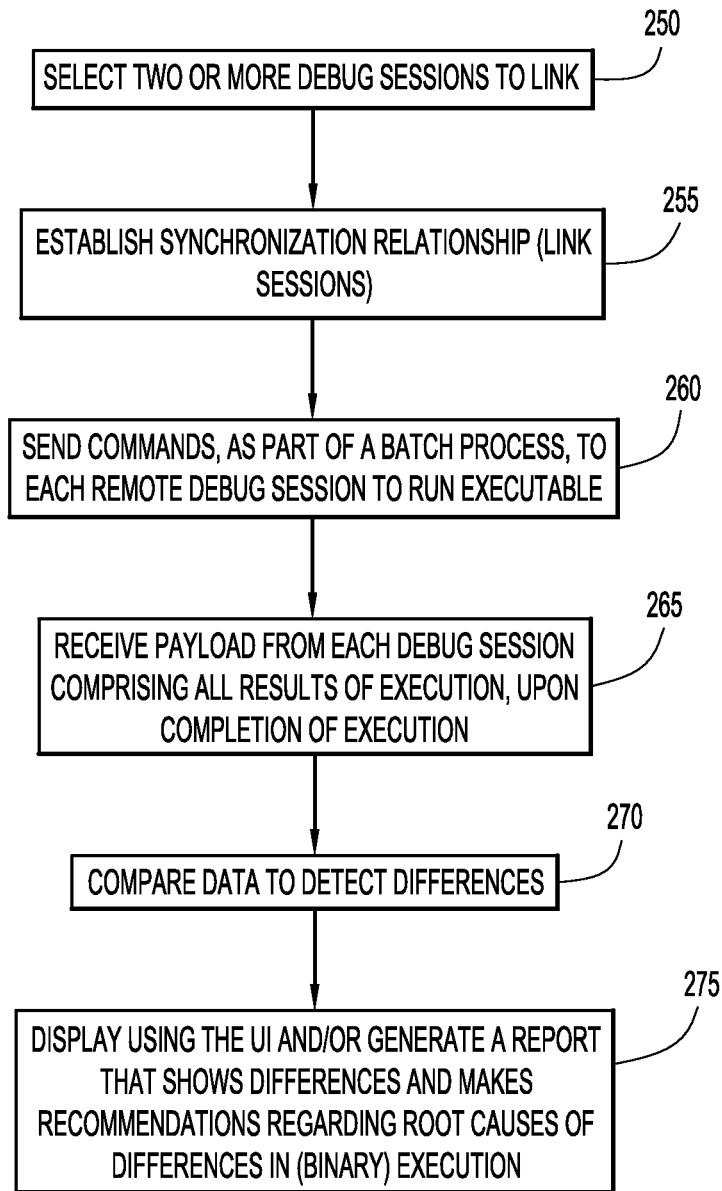 250
SELECT TWO OR MORE DEBUG SESSIONS TO LINK
255
ESTABLISH SYNCHRONIZATION RELATIONSHIP (LINK
SESSIONS)
260
SEND COMMANDS, AS PART OF A BATCH PROCESS, TO
EACH REMOTE DEBUG SESSION TO RUN EXECUTABLE
265
RECEIVE PAYLOAD FROM EACH DEBUG SESSION
COMPRISING ALL RESULTS OF EXECUTION, UPON
COMPLETION OF EXECUTION
270
COMPARE DATA TO DETECT DIFFERENCES
275
DISPLAY USING THE UI AND/OR GENERATE A REPORT
THAT SHOWS DIFFERENCES AND MAKES
RECOMMENDATIONS REGARDING ROOT CAUSES OF
DIFFERENCES IN (BINARY) EXECUTION